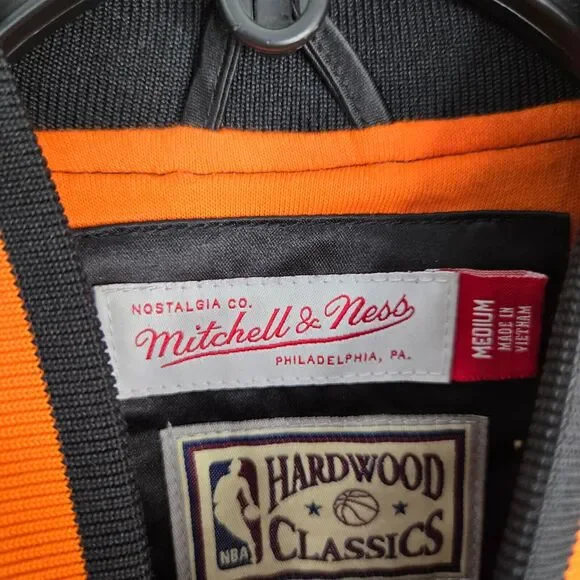 NOSTALGIA CO.
Mitchell & Ness
PHILADELPHIA, PA.
MEDIUM
MADE IN
VIETNAM
HARDWOOD
CLASSICS
NBA